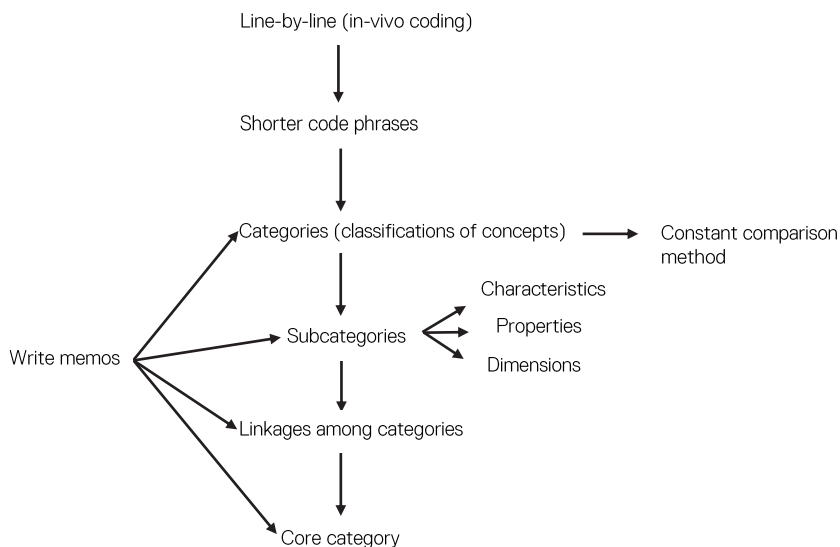 Line-by-line (in-vivo coding)
Shorter code phrases
Categories (classifications of concepts)
Constant comparison
method
Characteristics
Subcategories
Properties
Dimensions
Write memos
Linkages among categories
Core category